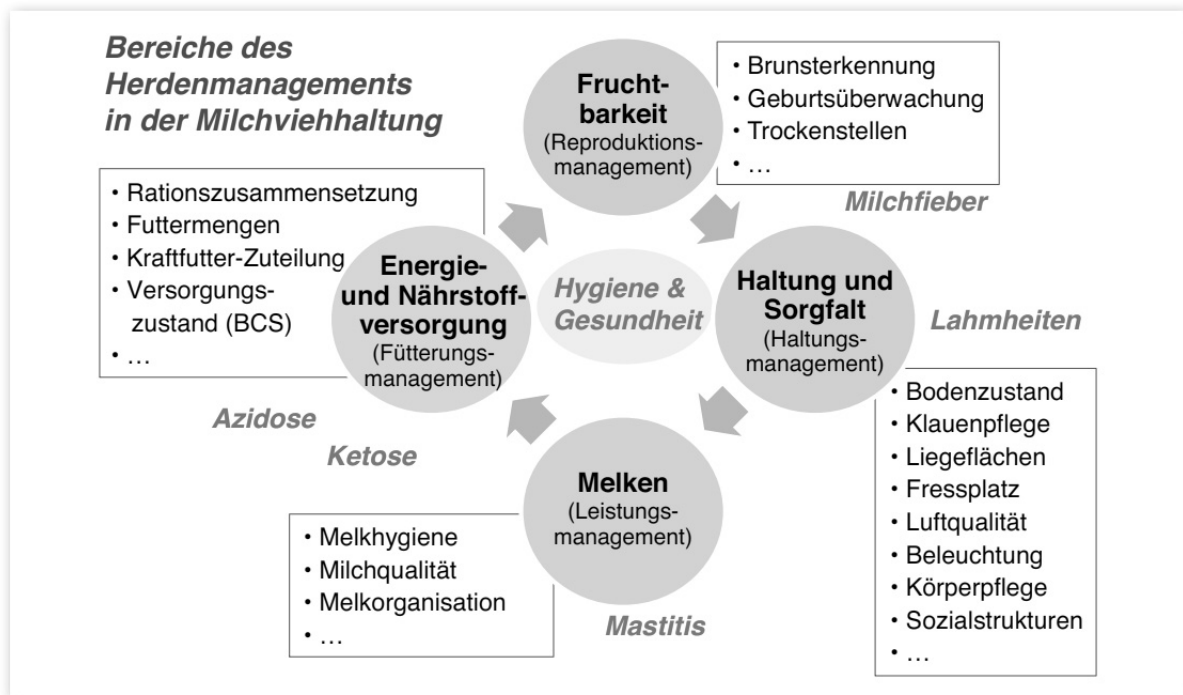 Bereiche des
Herdenmanagements
in der Milchviehhaltung
Frucht-
barkeit
(Reproduktions-
management)
• Brunsterkennung
• Geburtsüberwachung
• Trockenstellen
• …
Milchfieber
• Rationszusammensetzung
• Futtermengen
• Kraftfutter-Zuteilung
• Versorgungs-
zustand (BCS)
• …
Energie-
und Nährstoff-
versorgung
(Fütterungs-
management)
Hygiene &
Gesundheit
Haltung und
Sorgfalt
(Haltungs-
management)
Lahmheiten
Azidose
Ketose
Melken
(Leistungs-
management)
• Bodenzustand
• Klauenpflege
• Liegeflächen
• Fressplatz
• Luftqualität
• Beleuchtung
• Körperpflege
• Sozialstrukturen
• …
• Melkhygiene
• Milchqualität
• Melkorganisation
• …
Mastitis